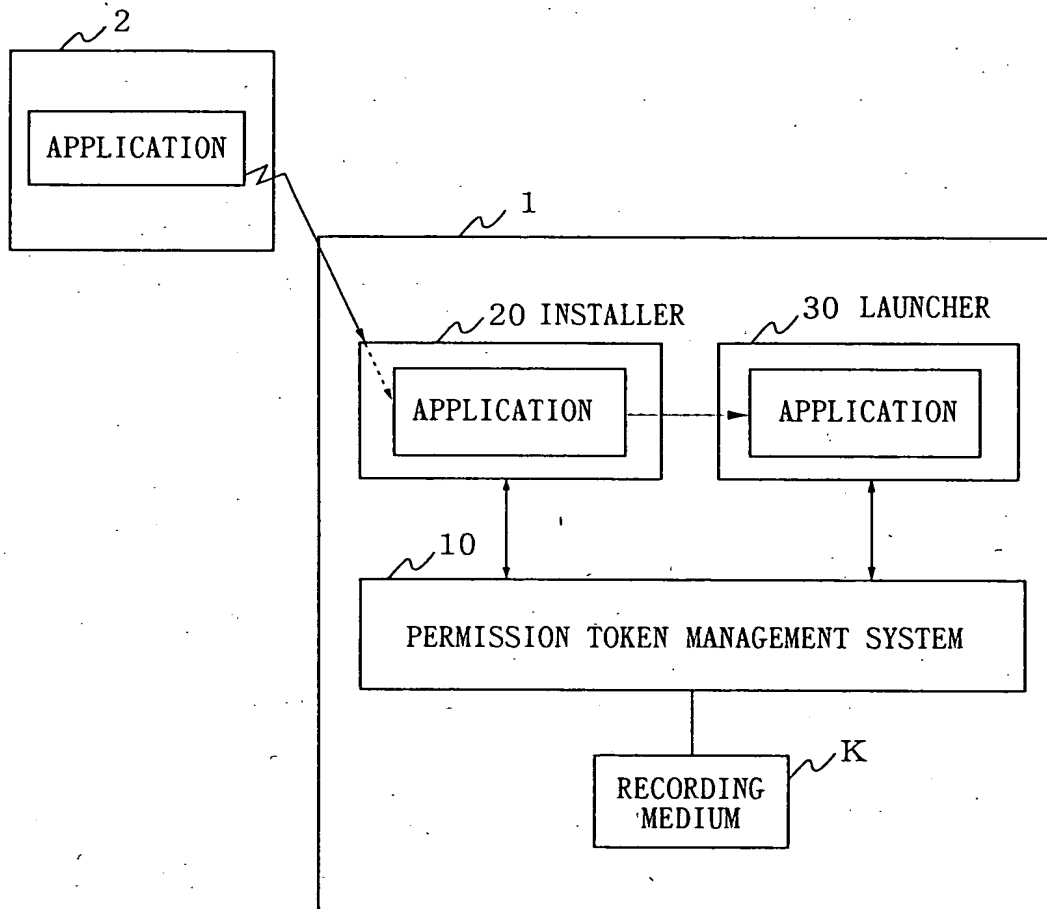 2
APPLICATION
1
20 INSTALLER
30 LAUNCHER
APPLICATION
APPLICATION
10
PERMISSION TOKEN MANAGEMENT SYSTEM
K
RECORDING
MEDIUM